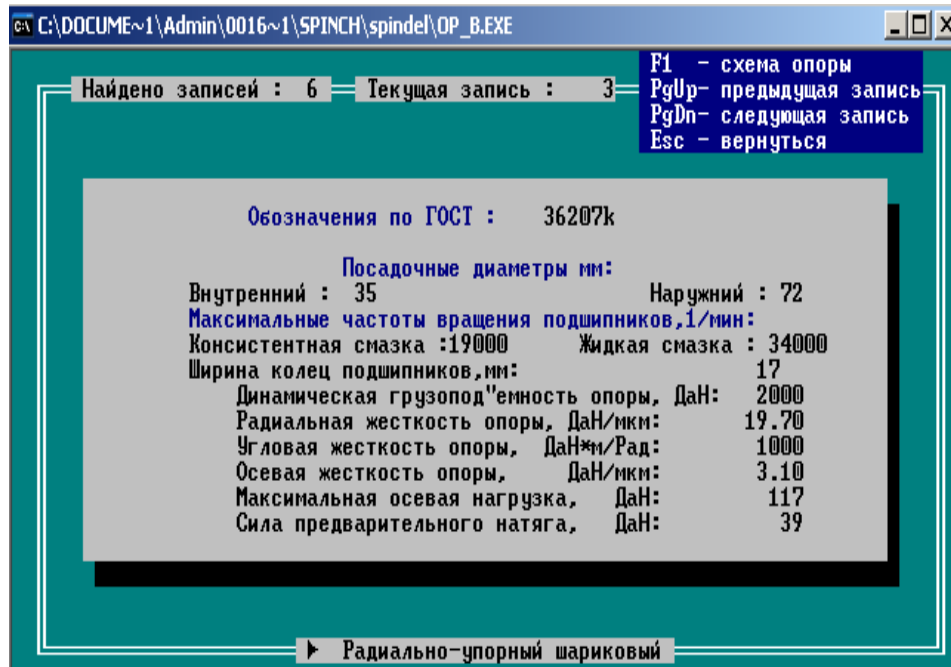 C:\DOCUME~1\Admin\0016~1\SPINCH\spindel\OP_B.EXE
Найдено записей : 6 Текущая запись : 3
F1 - схема опоры
PgUp- предыдущая запись
PgDn- следующая запись
Esc - вернуться
Обозначения по ГОСТ : 36207k
Посадочные диаметры мм:
Внутренний : 35 Наружний : 72
Максимальные частоты вращения подшипников,1/мин:
Консистентная смазка :19000 Жидкая смазка : 34000
Ширина колец подшипников,мм: 17
Динамическая грузопод"емность опоры, ДаН: 2000
Радиальная жесткость опоры, ДаН/мкм: 19.70
Угловая жесткость опоры, ДаН*м/Рад: 1000
Осевая жесткость опоры, ДаН/мкм: 3.10
Максимальная осевая нагрузка, ДаН: 117
Сила предварительного натяга, ДаН: 39
Радиально-упорный шариковый